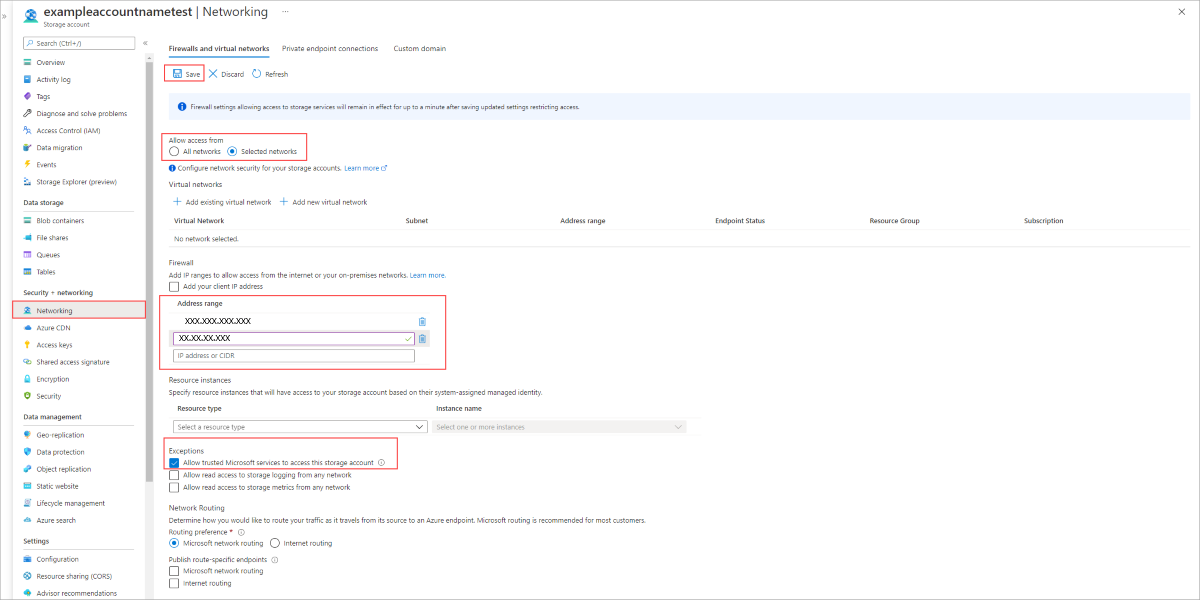 exampleaccountnametest | Networking ...
Storage account
Search (Ctrl+/)
Overview
Activity log
Tags
Diagnose and solve problems
Access Control (IAM)
Data migration
Events
Storage Explorer (preview)
Data storage
Blob containers
File shares
Queues
Tables
Security + networking
Networking
Azure CDN
Access keys
Shared access signature
Encryption
Security
Data management
Geo-replication
Data protection
Object replication
Static website
Lifecycle management
Azure search
Settings
Configuration
Resource sharing (CORS)
Advisor recommendations
Firewalls and virtual networks Private endpoint connections Custom domain
Save Discard Refresh
Firewall settings allowing access to storage services will remain in effect for up to a minute after saving updated settings restricting access.
Allow access from
All networks Selected networks
Configure network security for your storage accounts. Learn more
Virtual networks
+ Add existing virtual network + Add new virtual network
Virtual Network Subnet Address range Endpoint Status Resource Group Subscription
No network selected.
Firewall
Add IP ranges to allow access from the internet or your on-premises networks. Learn more.
Add your client IP address
Address range
XXX.XXX.XXX.XXX
XX.XX.XX.XXX
IP address or CIDR
Resource instances
Specify resource instances that will have access to your storage account based on their system-assigned managed identity.
Resource type Instance name
Select a resource type Select one or more instances
Exceptions
Allow trusted Microsoft services to access this storage account
Allow read access to storage logging from any network
Allow read access to storage metrics from any network
Network Routing
Determine how you would like to route your traffic as it travels from its source to an Azure endpoint. Microsoft routing is recommended for most customers.
Routing preference *
Microsoft network routing Internet routing
Publish route-specific endpoints
Microsoft network routing
Internet routing